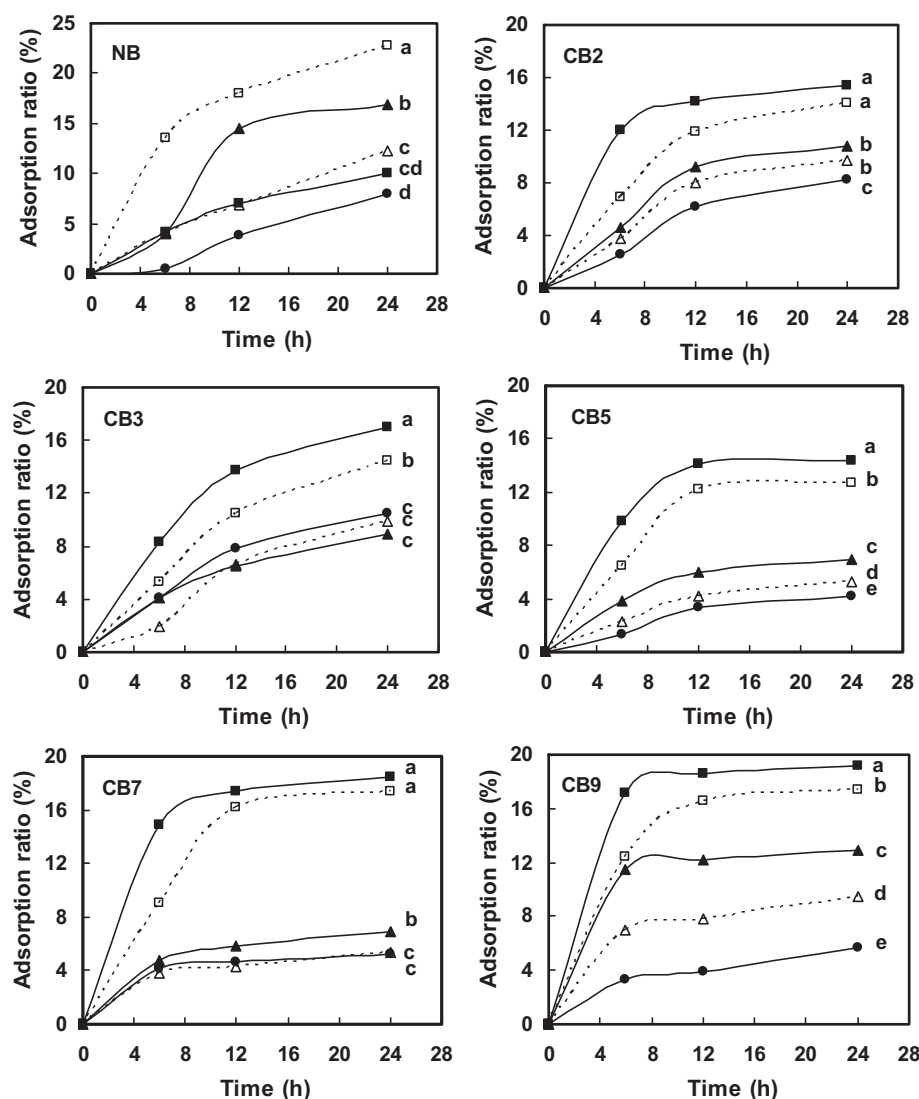 NB
Adsorption ratio (%)
25
20
15
10
5
0
a
b
c
cd
d
0 4 8 12 16 20 24 28
Time (h)
CB2
Adsorption ratio (%)
20
16
12
8
4
0
a
a
b
b
c
0 4 8 12 16 20 24 28
Time (h)
CB3
Adsorption ratio (%)
20
16
12
8
4
0
a
b
c
c
c
0 4 8 12 16 20 24 28
Time (h)
CB5
Adsorption ratio (%)
20
16
12
8
4
0
a
b
c
d
e
0 4 8 12 16 20 24 28
Time (h)
CB7
Adsorption ratio (%)
20
16
12
8
4
0
a
a
b
c
c
0 4 8 12 16 20 24 28
Time (h)
CB9
Adsorption ratio (%)
20
16
12
8
4
0
a
b
c
d
e
0 4 8 12 16 20 24 28
Time (h)